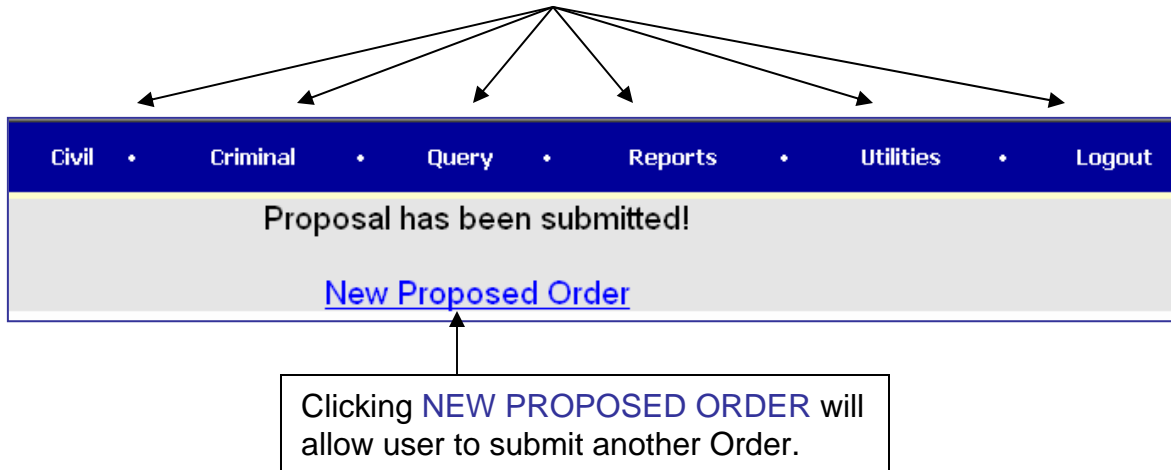 Civil • Criminal • Query • Reports • Utilities • Logout
Proposal has been submitted!
New Proposed Order
Clicking NEW PROPOSED ORDER will
allow user to submit another Order.